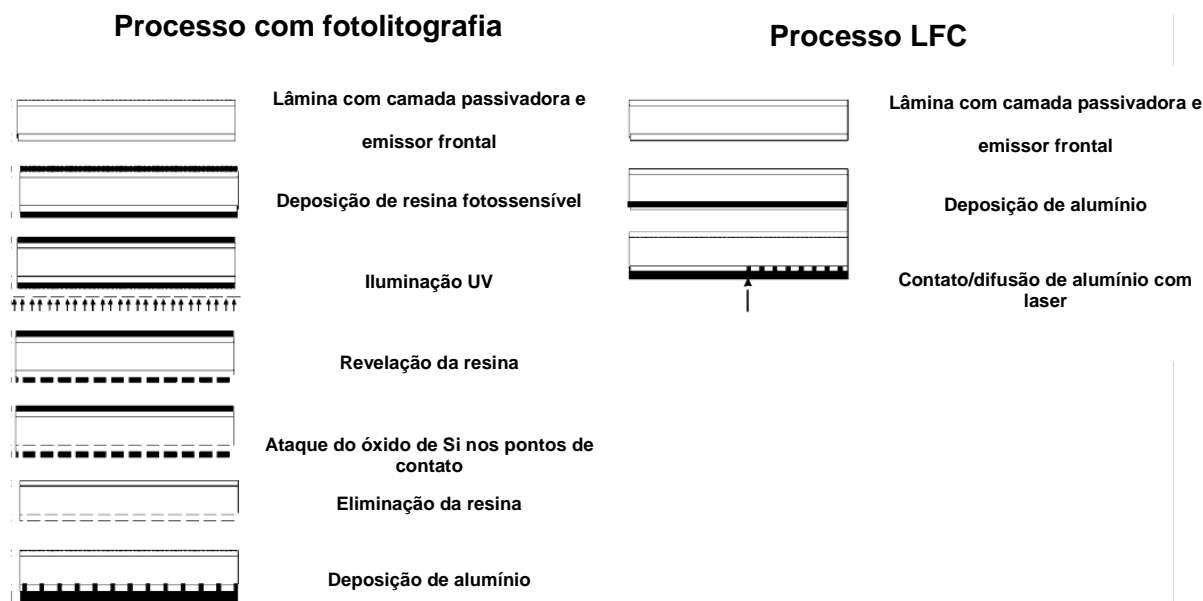 Processo com fotolitografia
Lâmina com camada passivadora e
emissor frontal
Deposição de resina fotossensível
Iluminação UV
Revelação da resina
Ataque do óxido de Si nos pontos de
contato
Eliminação da resina
Deposição de alumínio
Processo LFC
Lâmina com camada passivadora e
emissor frontal
Deposição de alumínio
Contato/difusão de alumínio com
laser